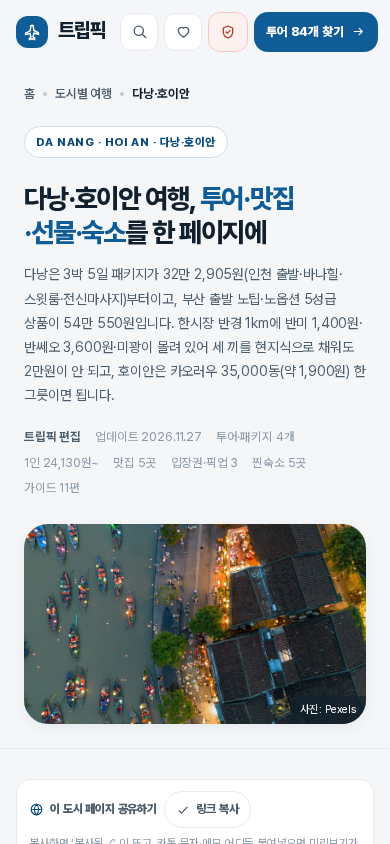 트립픽
투어 84개 찾기 →
홈 • 도시별 여행 • 다낭·호이안
DA NANG · HOI AN · 다낭·호이안
다낭·호이안 여행, 투어·맛집
·선물·숙소를 한 페이지에
다낭은 3박 5일 패키지가 32만 2,905원(인천 출발·바나힐·
스윗룸·전신마사지)부터이고, 부산 출발 노팁·노옵션 5성급
상품이 54만 550원입니다. 한시장 반경 1km에 반미 1,400원·
반쎄오 3,600원·미꽝이 몰려 있어 세 끼를 현지식으로 채워도
2만원이 안 되고, 호이안은 카오러우 35,000동(약 1,900원) 한
그릇이면 됩니다.
트립픽 편집 업데이트 2026.11.27 투어·패키지 4개
1인 24,130원~ 맛집 5곳 입장권·픽업 3 찐숙소 5곳
가이드 11편
사진: Pexels
이 도시 페이지 공유하기 링크 복사